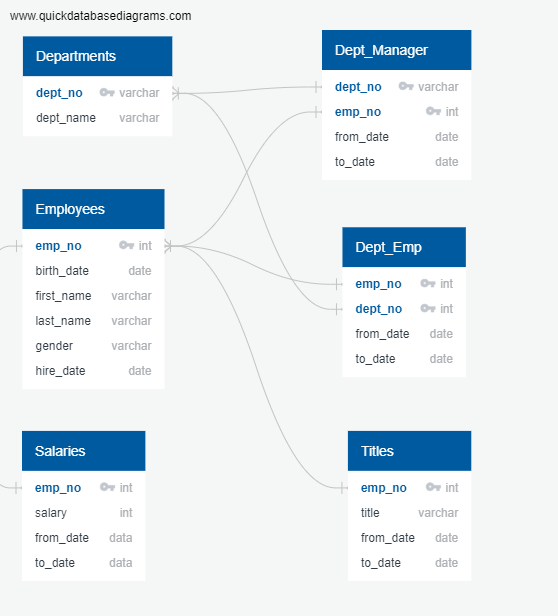 www.quickdatabasediagrams.com
Departments
dept_no varchar
dept_name varchar
Dept_Manager
dept_no varchar
emp_no int
from_date date
to_date date
Employees
emp_no int
birth_date date
first_name varchar
last_name varchar
gender varchar
hire_date date
Dept_Emp
emp_no int
dept_no int
from_date date
to_date date
Salaries
emp_no int
salary int
from_date data
to_date data
Titles
emp_no int
title varchar
from_date date
to_date date